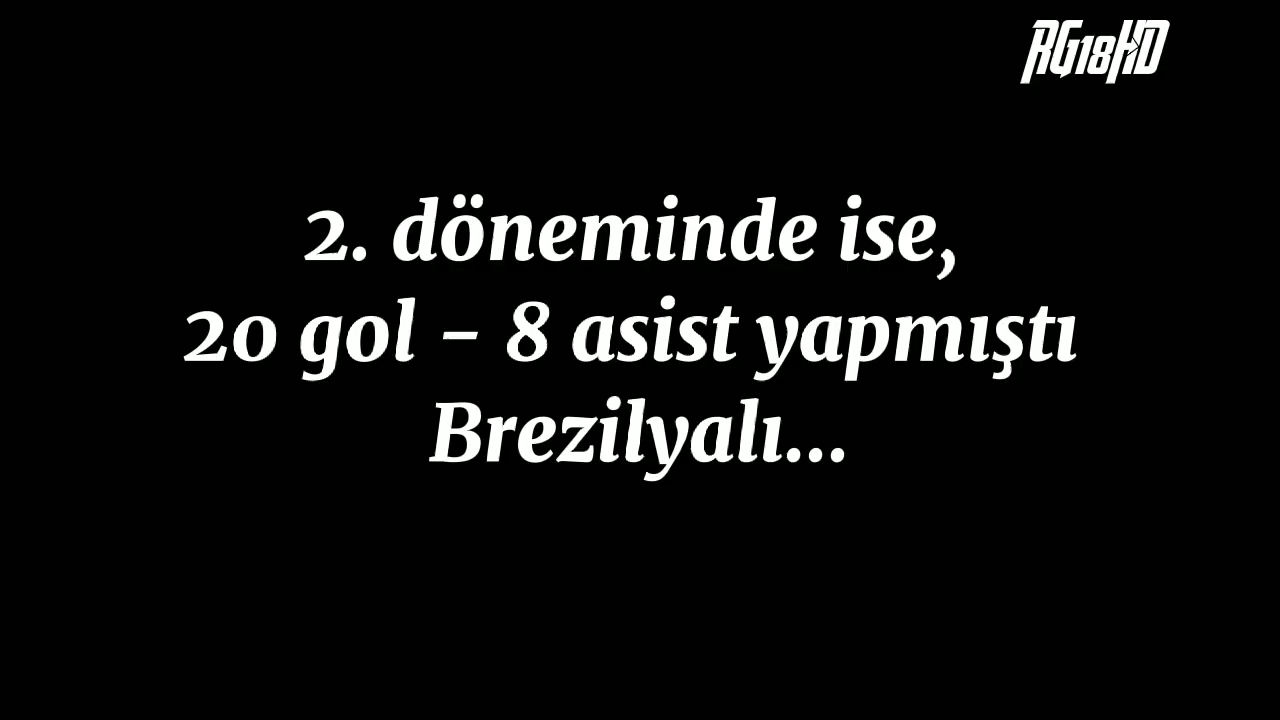 RG18HD
2. döneminde ise,
20 gol - 8 asist yapmıştı
Brezilyalı...